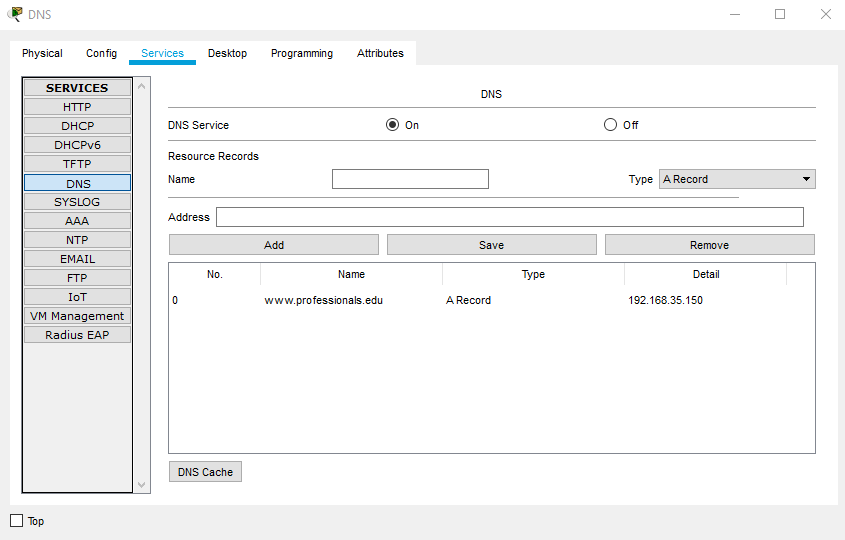 DNS
Physical Config Services Desktop Programming Attributes
SERVICES
HTTP
DHCP
DHCPv6
TFTP
DNS
SYSLOG
AAA
NTP
EMAIL
FTP
IoT
VM Management
Radius EAP
DNS
DNS Service On Off
Resource Records
Name Type A Record
Address
Add Save Remove
No. Name Type Detail
0 www.professionals.edu A Record 192.168.35.150
DNS Cache
Top